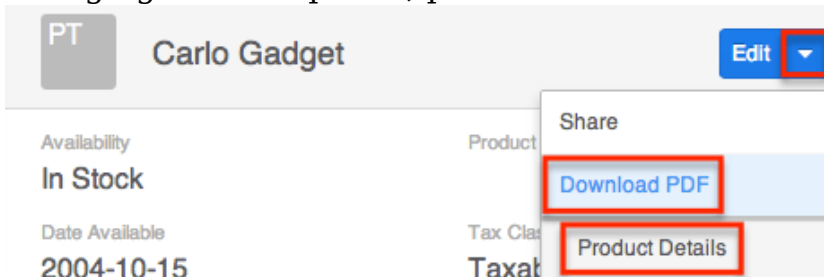 PT
Carlo Gadget
Edit
Share
Availability
Product
In Stock
Download PDF
Date Available
Tax Clas
Product Details
2004-10-15
Taxab